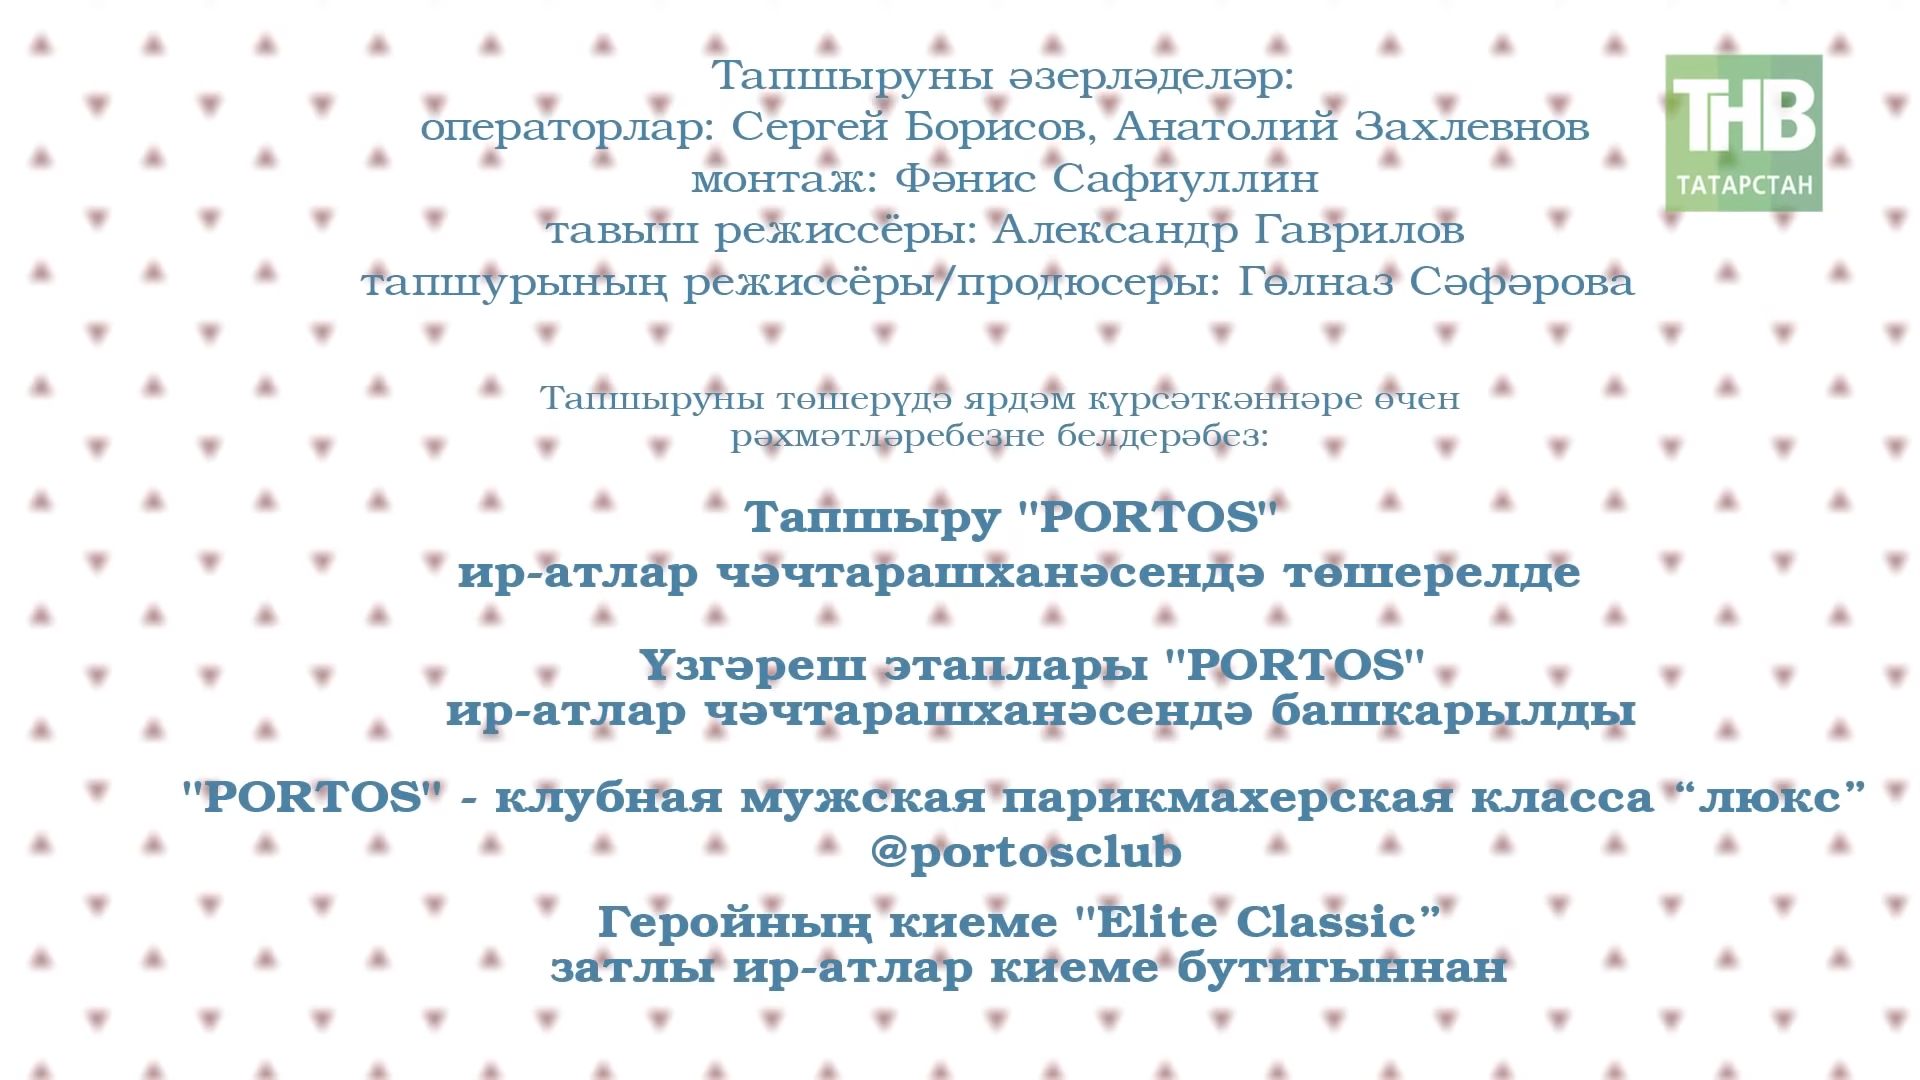 Тапшыруны әзерләделәр:
операторлар: Сергей Борисов, Анатолий Захлевнов
монтаж: Фәнис Сафиуллин
тавыш режиссёры: Александр Гаврилов
тапшурының режиссёры/продюсеры: Гөлназ Сәфәрова
ТНВ
ТАТАРСТАН
Тапшыруны төшерүдә ярдәм күрсәткәннәре өчен
рәхмәтләребезне белдерәбез:
Тапшыру "PORTOS"
ир-атлар чәчтарашханәсендә төшерелде
Үзгәреш этаплары "PORTOS"
ир-атлар чәчтарашханәсендә башкарылды
"PORTOS" - клубная мужская парикмахерская класса “люкс”
@portosclub
Геройның киеме "Elite Classic”
затлы ир-атлар киеме бутигыннан